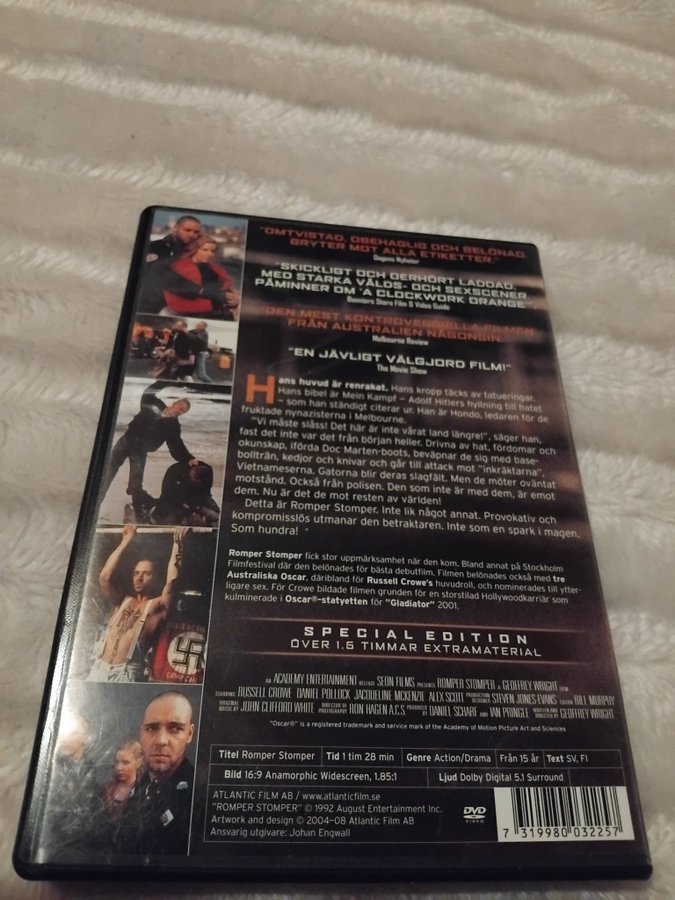 "OMTVISTAD, OBEHAGLIG OCH BELÖNAD.
BRYTER MOT ALLA ETIKETTER."
Dagens Nyheter
"SKICKLIGT OCH OERHÖRT LADDAD,
MED STARKA VÅLDS- OCH SEXSCENER.
PÅMINNER OM 'A CLOCKWORK ORANGE'"
Bonniers Stora Film & Video Guide
DEN MEST KONTROVERSIELLA FILMEN
FRÅN AUSTRALIEN NÅGONSIN.
Melbourne Review
"EN JÄVLIGT VÄLGJORD FILM!"
The Movie Show
Hans huvud är renrakat. Hans kropp täcks av tatueringar.
Hans bibel är Mein Kampf – Adolf Hitlers hyllning till hatet
– som han ständigt citerar ur. Han är Hondo, ledaren för de
fruktade nynazisterna i Melbourne.
"Vi måste slåss! Det här är inte vårat land längre!", säger han,
fast det inte var det från början heller. Drivna av hat, fördomar och
okunskap, iförda Doc Marten-boots, beväpnar de sig med base-
bollträn, kedjor och knivar och går till attack mot "inkräktarna",
Vietnameserna. Gatorna blir deras slagfält. Men de möter oväntat
motstånd. Också från polisen. Den som inte är med dem, är emot
dem. Nu är det de mot resten av världen!
Detta är Romper Stomper. Inte lik något annat. Provokativ och
kompromisslös utmanar den betraktaren. Inte som en spark i magen.
Som hundra!
Romper Stomper fick stor uppmärksamhet när den kom. Bland annat på Stockholm
Filmfestival där den belönades för bästa debutfilm. Filmen belönades också med tre
Australiska Oscar, däribland för Russell Crowe's huvudroll, och nominerades till ytter-
ligare sex. För Crowe bildade filmen grunden för en storstilad Hollywoodkarriär som
kulminerade i Oscar®-statyetten för "Gladiator" 2001.
SPECIAL EDITION
ÖVER 1.5 TIMMAR EXTRAMATERIAL
AN ACADEMY ENTERTAINMENT RELEASE SEON FILMS PRESENTS ROMPER STOMPER A GEOFFREY WRIGHT FILM
STARRING RUSSELL CROWE DANIEL POLLOCK JACQUELINE MCKENZIE ALEX SCOTT PRODUCTION DESIGNER STEVEN JONES-EVANS EDITOR BILL MURPHY
ORIGINAL MUSIC BY JOHN CLIFFORD WHITE DIRECTOR OF PHOTOGRAPHY RON HAGEN A.C.S. PRODUCED BY DANIEL SCHARF AND IAN PRINGLE WRITTEN AND DIRECTED BY GEOFFREY WRIGHT
"Oscar®" is a registered trademark and service mark of the Academy of Motion Picture Art and Sciences
Titel Romper Stomper Tid 1 tim 28 min Genre Action/Drama Från 15 år Text SV, FI
Bild 16:9 Anamorphic Widescreen, 1.85:1 Ljud Dolby Digital 5.1 Surround
ATLANTIC FILM AB / www.atlanticfilm.se
"ROMPER STOMPER" © 1992 August Entertainment Inc.
Artwork and design © 2004-08 Atlantic Film AB
Ansvarig utgivare: Johan Engwall
DVD
VIDEO
7 319980 032257